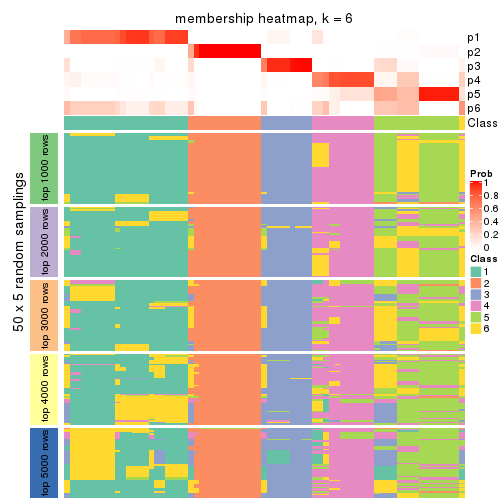 membership heatmap, k = 6
p1
p2
p3
p4
p5
p6
Class
50 x 5 random samplings
top 1000 rows
top 2000 rows
top 3000 rows
top 4000 rows
top 5000 rows
Prob
1
0.8
0.6
0.4
0.2
0
Class
1
2
3
4
5
6